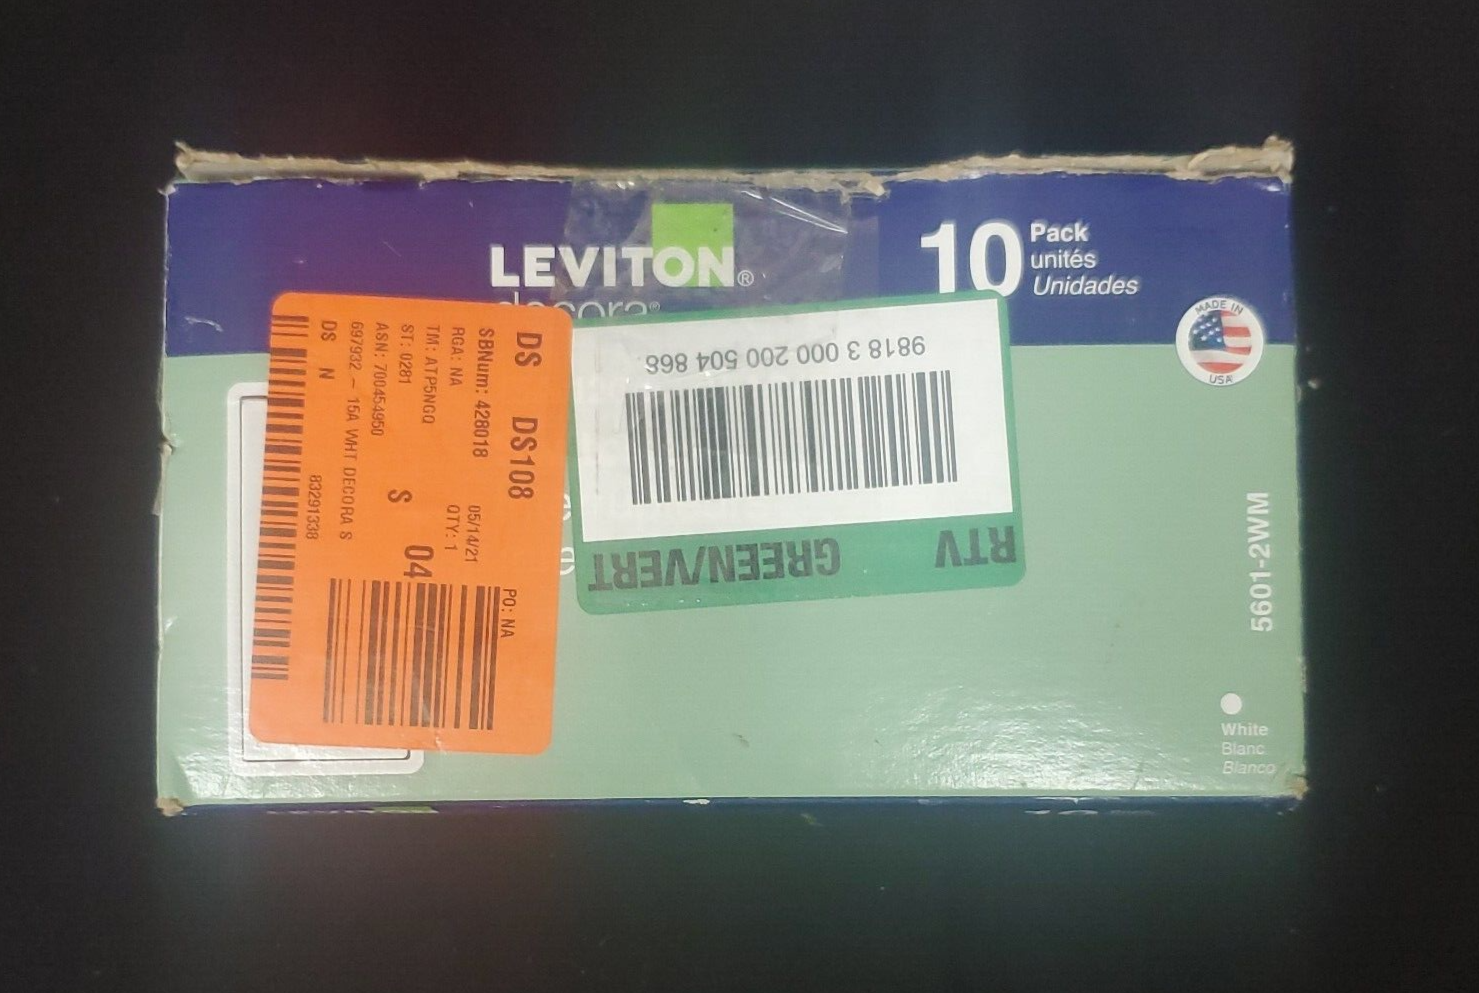 LEVITON®
decora®
10 Pack
unités
Unidades
MADE IN
USA
DS DS108
SBNum: 428018
RGA: NA
05/14/21
TM: ATP5NGQ
QTY: 1
ST: 0281
ASN: 700454950
S
04
697932 - 15A WHT DECORA S
DS N
83291338
PO: NA
9818 3 000 200 504 868
RTV GREEN/VERT
e
e
5601-2WM
White
Blanc
Blanco